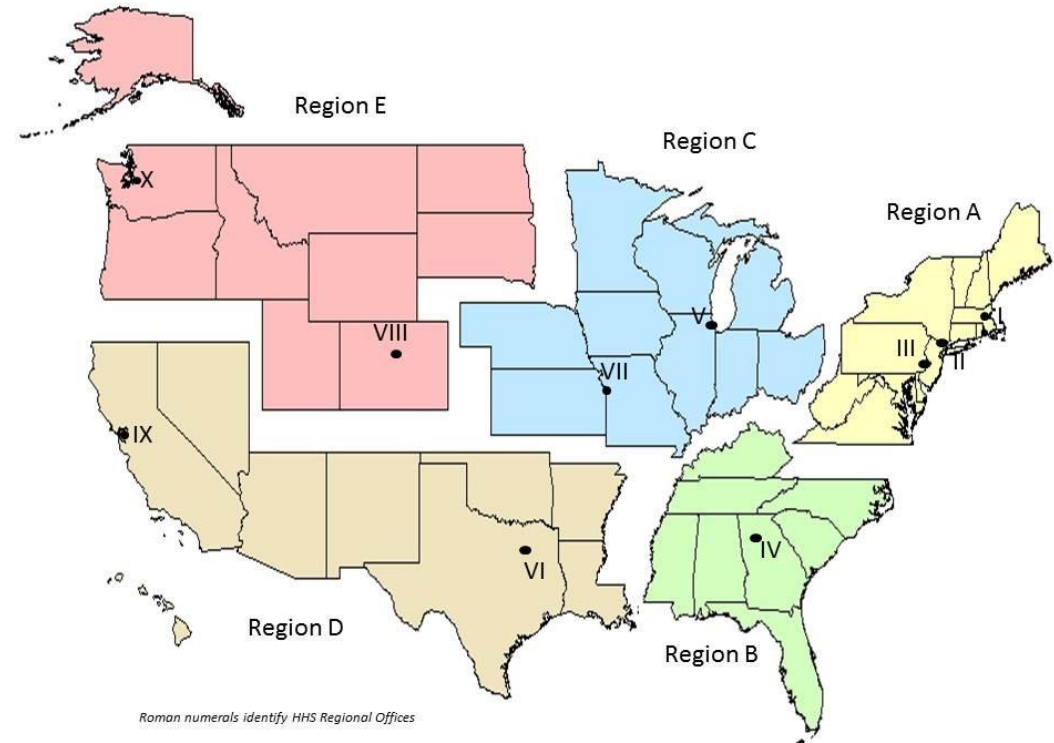 Region E
Region C
Region A
X
VIII
V
I
III
II
VII
IX
IV
VI
Region D
Region B
Roman numerals identify HHS Regional Offices